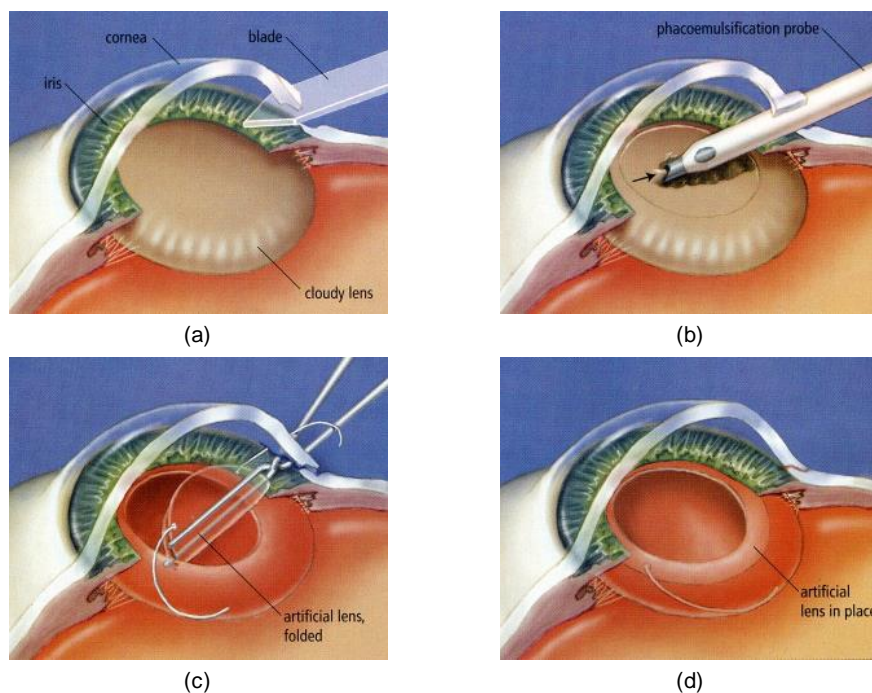 cornea
blade
iris
cloudy lens
(a)
phacoemulsification probe
(b)
artificial lens,
folded
(c)
artificial
lens in place
(d)